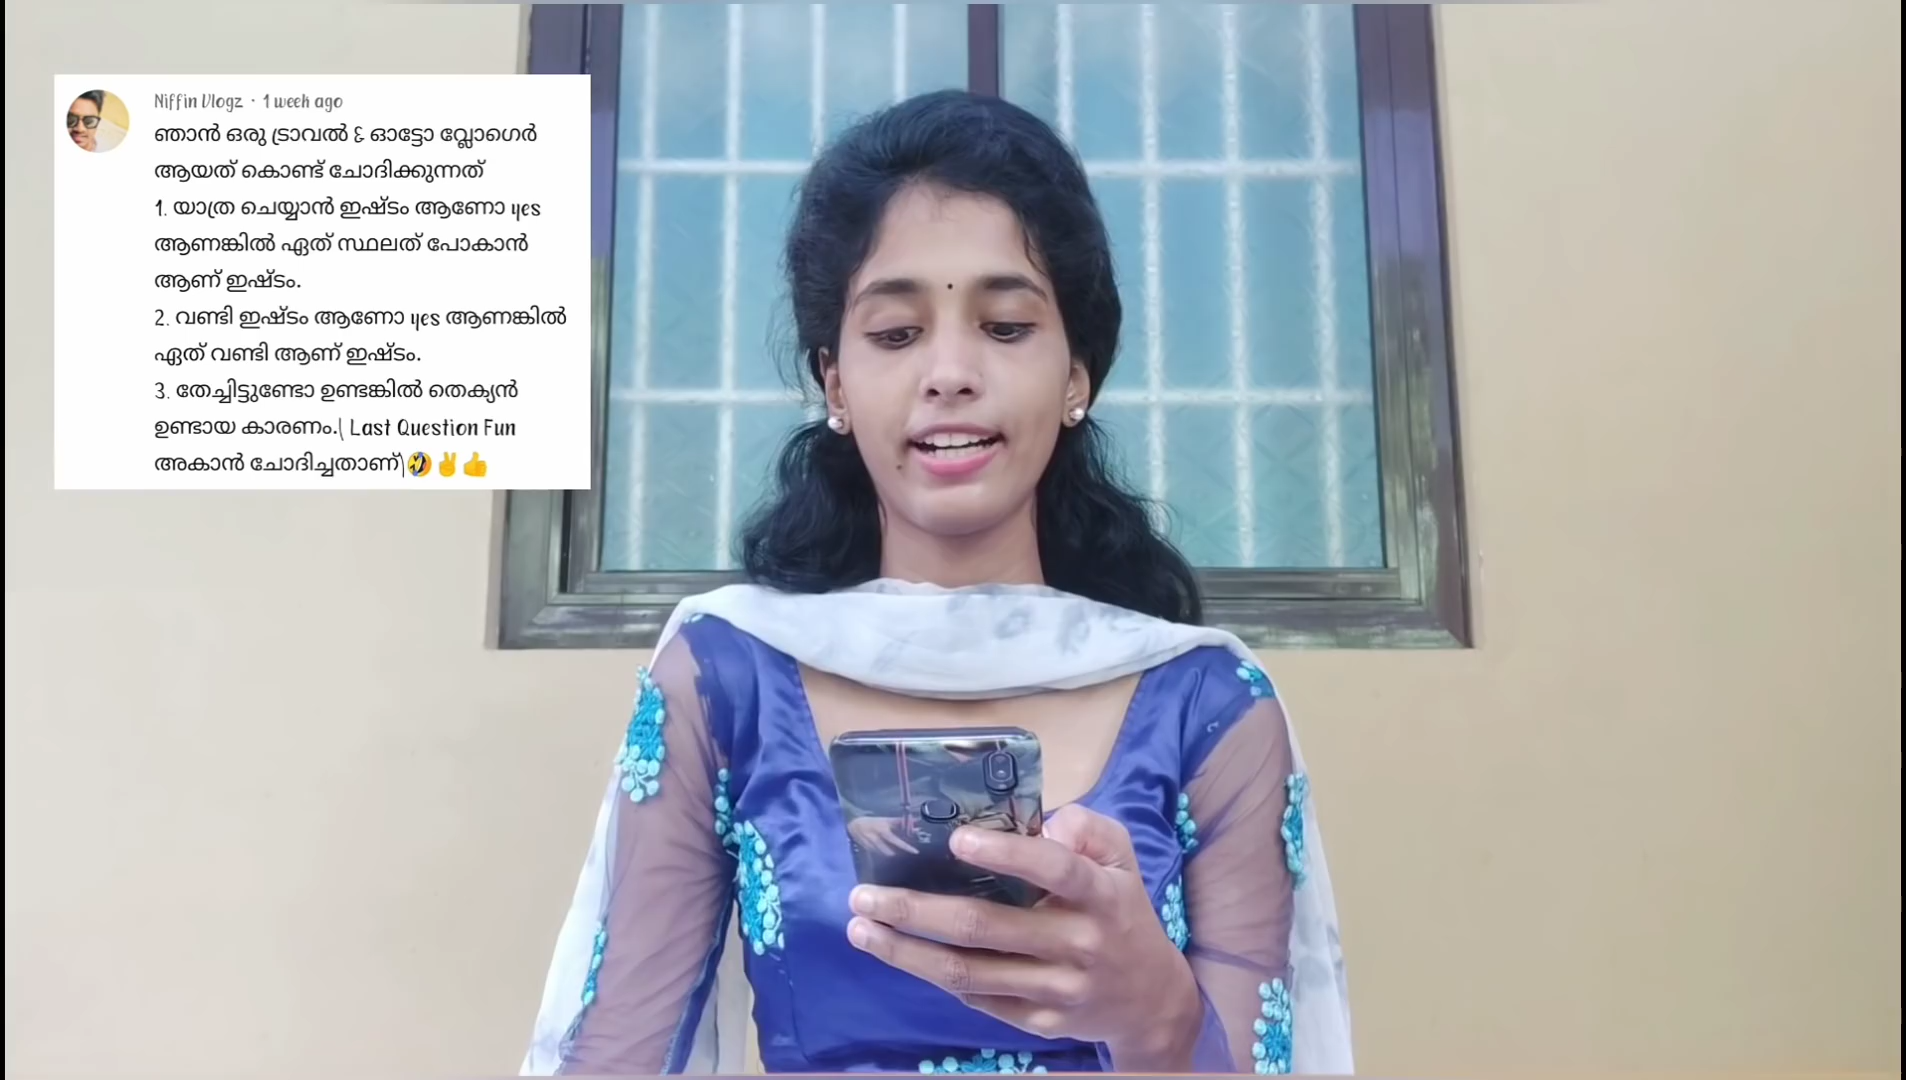 Niffin Vlogz · 1 week ago
ഞാൻ ഒരു ട്രാവൽ & ഓട്ടോ വ്ലോഗെർ
ആയത് കൊണ്ട് ചോദിക്കുന്നത്
1. യാത്ര ചെയ്യാൻ ഇഷ്ടം ആണോ yes
ആണങ്കിൽ ഏത് സ്ഥലത് പോകാൻ
ആണ് ഇഷ്ടം.
2. വണ്ടി ഇഷ്ടം ആണോ yes ആണങ്കിൽ
ഏത് വണ്ടി ആണ് ഇഷ്ടം.
3. തേച്ചിട്ടുണ്ടോ ഉണ്ടങ്കിൽ തെക്യൻ
ഉണ്ടായ കാരണം.( Last Question Fun
അകാൻ ചോദിച്ചതാണ്)🤣✌👍